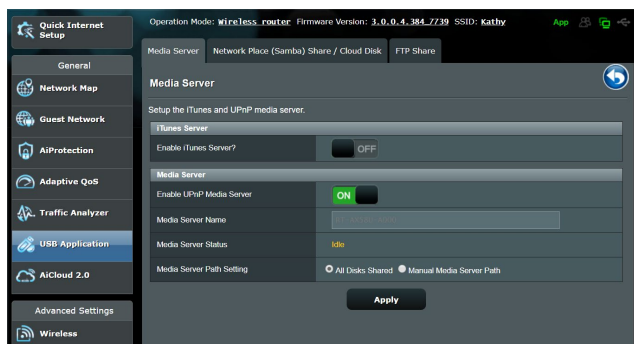 Quick Internet
Setup
Operation Mode: Wireless router Firmware Version: 3.0.0.4.384_7739 SSID: Kathy
App
Media Server
Network Place (Samba) Share / Cloud Disk
FTP Share
General
Network Map
Guest Network
AiProtection
Adaptive QoS
Traffic Analyzer
USB Application
AiCloud 2.0
Advanced Settings
Wireless
Media Server
Setup the iTunes and UPnP media server.
iTunes Server
Enable iTunes Server?
OFF
Media Server
Enable UPnP Media Server
ON
Media Server Name
Media Server Status
Idle
Media Server Path Setting
All Disks Shared
Manual Media Server Path
Apply